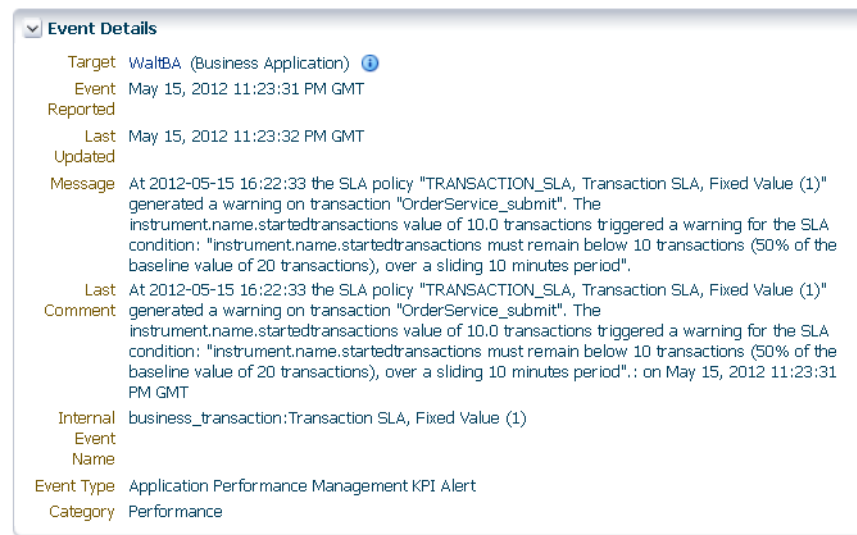 Event Details
Target WaltBA (Business Application)
Event Reported May 15, 2012 11:23:31 PM GMT
Last Updated May 15, 2012 11:23:32 PM GMT
Message At 2012-05-15 16:22:33 the SLA policy "TRANSACTION_SLA, Transaction SLA, Fixed Value (1)"
generated a warning on transaction "OrderService_submit". The
instrument.name.startedtransactions value of 10.0 transactions triggered a warning for the SLA
condition: "instrument.name.startedtransactions must remain below 10 transactions (50% of the
baseline value of 20 transactions), over a sliding 10 minutes period".
Last Comment At 2012-05-15 16:22:33 the SLA policy "TRANSACTION_SLA, Transaction SLA, Fixed Value (1)"
generated a warning on transaction "OrderService_submit". The
instrument.name.startedtransactions value of 10.0 transactions triggered a warning for the SLA
condition: "instrument.name.startedtransactions must remain below 10 transactions (50% of the
baseline value of 20 transactions), over a sliding 10 minutes period".: on May 15, 2012 11:23:31
PM GMT
Internal Event Name business_transaction:Transaction SLA, Fixed Value (1)
Event Type Application Performance Management KPI Alert
Category Performance